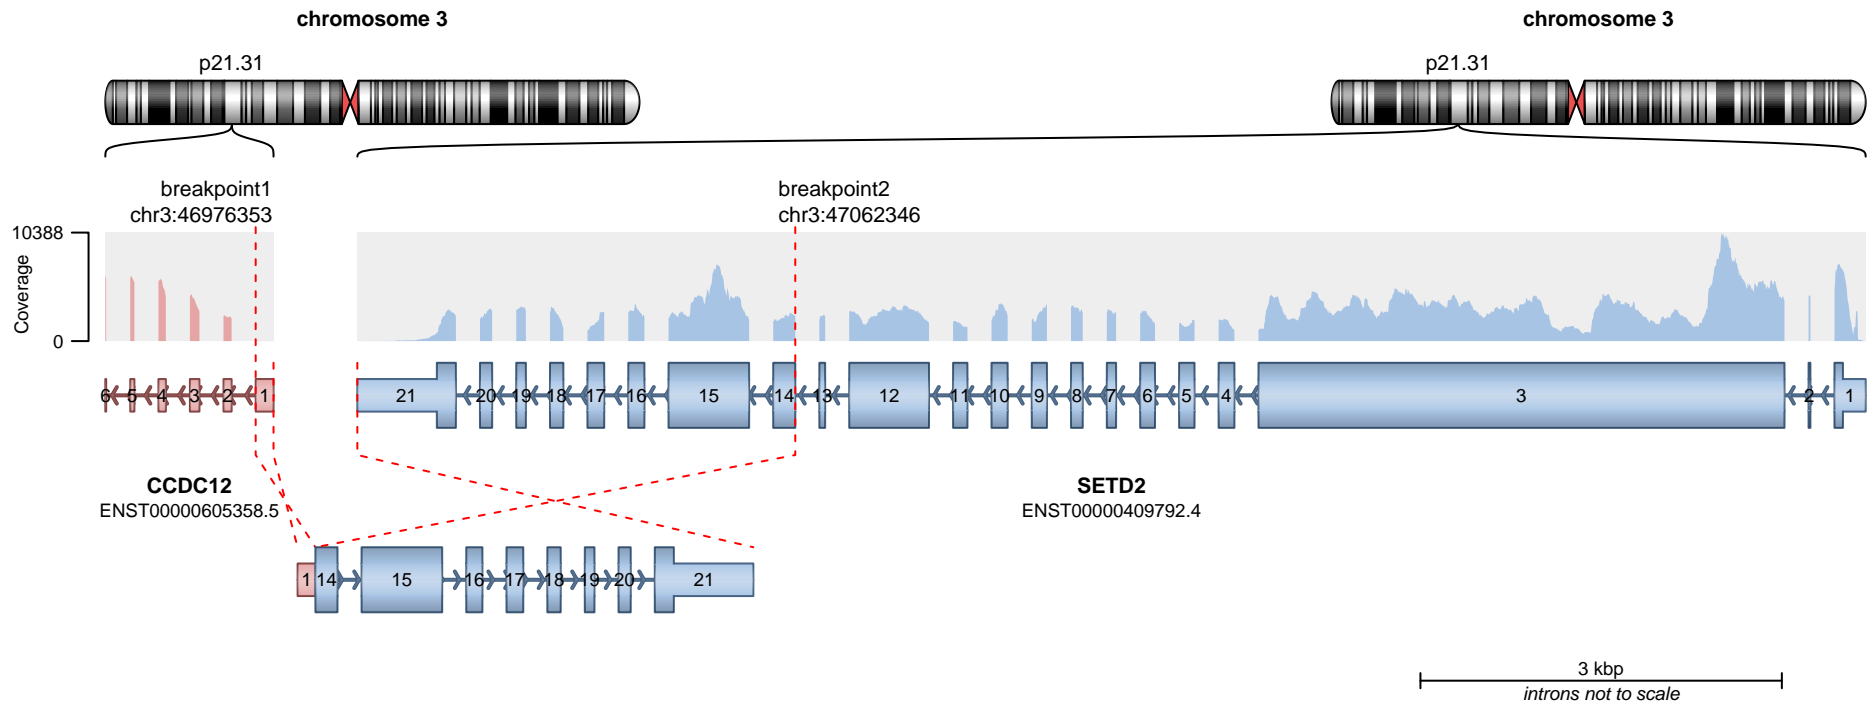 chromosome 3
chromosome 3
p21.31
p21.31
breakpoint1
chr3:46976353
breakpoint2
chr3:47062346
10388
Coverage
0
6 5 4 3 2 1
21 20 19 18 17 16 15 14 13 12 11 10 9 8 7 6 5 4 3 2 1
CCDC12
ENST00000605358.5
SETD2
ENST00000409792.4
1 14 15 16 17 18 19 20 21
3 kbp
introns not to scale